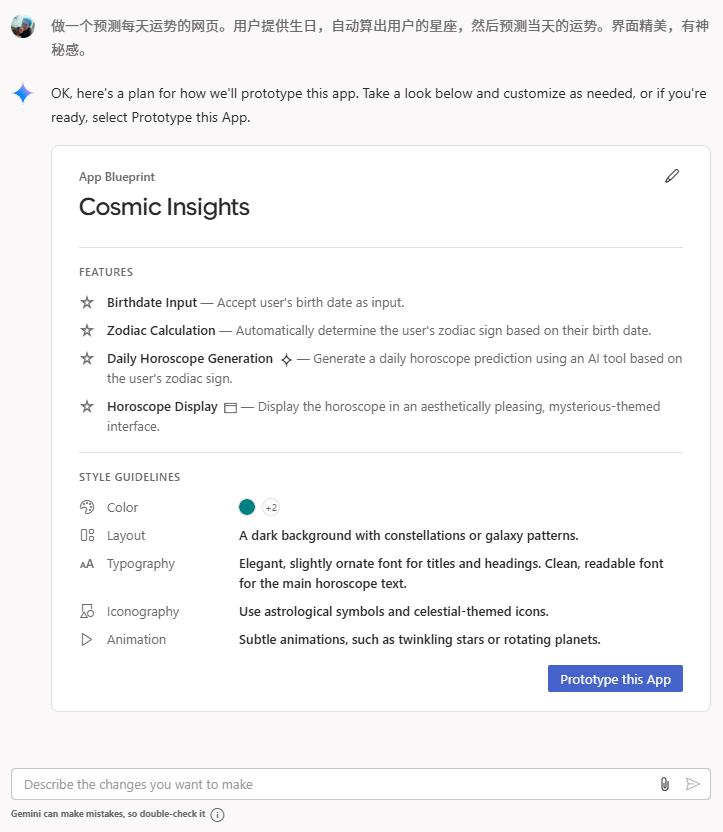 做一个预测每天运势的网页。用户提供生日，自动算出用户的星座，然后预测当天的运势。界面精美，有神
秘感。
OK, here's a plan for how we'll prototype this app. Take a look below and customize as needed, or if you're
ready, select Prototype this App.
App Blueprint
Cosmic Insights
FEATURES
Birthdate Input — Accept user's birth date as input.
Zodiac Calculation — Automatically determine the user's zodiac sign based on their birth date.
Daily Horoscope Generation — Generate a daily horoscope prediction using an AI tool based on
the user's zodiac sign.
Horoscope Display — Display the horoscope in an aesthetically pleasing, mysterious-themed
interface.
STYLE GUIDELINES
Color +2
Layout A dark background with constellations or galaxy patterns.
AA Typography Elegant, slightly ornate font for titles and headings. Clean, readable font
for the main horoscope text.
Iconography Use astrological symbols and celestial-themed icons.
Animation Subtle animations, such as twinkling stars or rotating planets.
Prototype this App
Describe the changes you want to make
Gemini can make mistakes, so double-check it